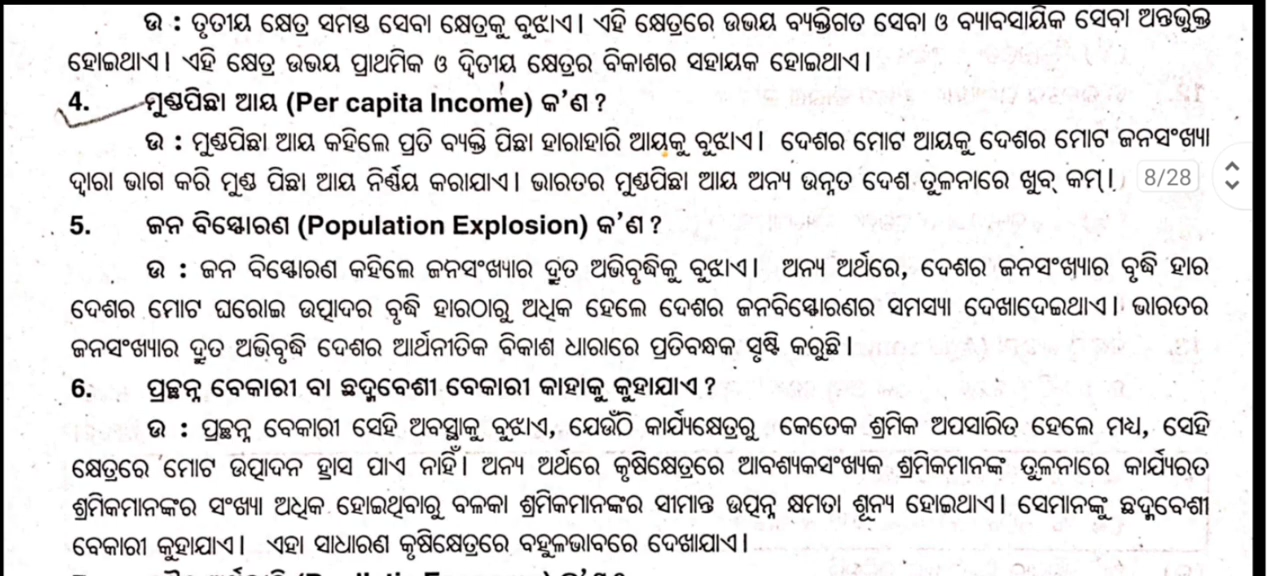 ଉ : ତୃତୀୟ କ୍ଷେତ୍ର ସମସ୍ତ ସେବା କ୍ଷେତ୍ରକୁ ବୁଝାଏ। ଏହି କ୍ଷେତ୍ରରେ ଉଭୟ ବ୍ୟକ୍ତିଗତ ସେବା ଓ ବ୍ୟାବସାୟିକ ସେବା ଅନ୍ତର୍ଭୁକ୍ତ
ହୋଇଥାଏ। ଏହି କ୍ଷେତ୍ର ଉଭୟ ପ୍ରାଥମିକ ଓ ଦ୍ୱିତୀୟ କ୍ଷେତ୍ରର ବିକାଶର ସହାୟକ ହୋଇଥାଏ।
4. ମୁଣ୍ଡପିଛା ଆୟ (Per capita Income) କ'ଣ ?
ଉ : ମୁଣ୍ଡପିଛା ଆୟ କହିଲେ ପ୍ରତି ବ୍ୟକ୍ତି ପିଛା ହାରାହାରି ଆୟକୁ ବୁଝାଏ। ଦେଶର ମୋଟ ଆୟକୁ ଦେଶର ମୋଟ ଜନସଂଖ୍ୟା
ଦ୍ୱାରା ଭାଗ କରି ମୁଣ୍ଡ ପିଛା ଆୟ ନିର୍ଣ୍ଣୟ କରାଯାଏ। ଭାରତର ମୁଣ୍ଡପିଛା ଆୟ ଅନ୍ୟ ଉନ୍ନତ ଦେଶ ତୁଳନାରେ ଖୁବ୍ କମ୍। 8/28
5. ଜନ ବିସ୍ଫୋରଣ (Population Explosion) କ'ଣ ?
ଉ : ଜନ ବିସ୍ଫୋରଣ କହିଲେ ଜନସଂଖ୍ୟାର ଦ୍ରୁତ ଅଭିବୃଦ୍ଧିକୁ ବୁଝାଏ। ଅନ୍ୟ ଅର୍ଥରେ, ଦେଶର ଜନସଂଖ୍ୟାର ବୃଦ୍ଧି ହାର
ଦେଶର ମୋଟ ଘରୋଇ ଉତ୍ପାଦର ବୃଦ୍ଧି ହାରଠାରୁ ଅଧିକ ହେଲେ ଦେଶର ଜନବିସ୍ଫୋରଣର ସମସ୍ୟା ଦେଖାଦେଇଥାଏ। ଭାରତର
ଜନସଂଖ୍ୟାର ଦ୍ରୁତ ଅଭିବୃଦ୍ଧି ଦେଶର ଆର୍ଥନୀତିକ ବିକାଶ ଧାରାରେ ପ୍ରତିବନ୍ଧକ ସୃଷ୍ଟି କରୁଛି।
6. ପ୍ରଚ୍ଛନ୍ନ ବେକାରୀ ବା ଛଦ୍ମବେଶୀ ବେକାରୀ କାହାକୁ କୁହାଯାଏ ?
ଉ : ପ୍ରଚ୍ଛନ୍ନ ବେକାରୀ ସେହି ଅବସ୍ଥାକୁ ବୁଝାଏ, ଯେଉଁଠି କାର୍ଯ୍ୟକ୍ଷେତ୍ରରୁ କେତେକ ଶ୍ରମିକ ଅପସାରିତ ହେଲେ ମଧ୍ୟ, ସେହି
କ୍ଷେତ୍ରରେ ମୋଟ ଉତ୍ପାଦନ ହ୍ରାସ ପାଏ ନାହିଁ। ଅନ୍ୟ ଅର୍ଥରେ କୃଷିକ୍ଷେତ୍ରରେ ଆବଶ୍ୟକସଂଖ୍ୟକ ଶ୍ରମିକମାନଙ୍କ ତୁଳନାରେ କାର୍ଯ୍ୟରତ
ଶ୍ରମିକମାନଙ୍କର ସଂଖ୍ୟା ଅଧିକ ହୋଇଥିବାରୁ ବଳକା ଶ୍ରମିକମାନଙ୍କର ସୀମାନ୍ତ ଉତ୍ପନ୍ନ କ୍ଷମତା ଶୂନ୍ୟ ହୋଇଥାଏ। ସେମାନଙ୍କୁ ଛଦ୍ମବେଶୀ
ବେକାରୀ କୁହାଯାଏ। ଏହା ସାଧାରଣ କୃଷିକ୍ଷେତ୍ରରେ ବହୁଳଭାବରେ ଦେଖାଯାଏ।